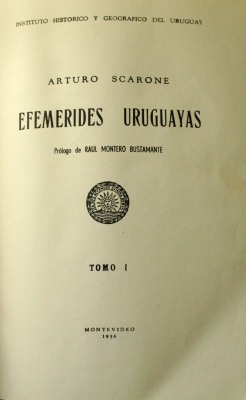 INSTITUTO HISTORICO Y GEOGRAFICO DEL URUGUAY
ARTURO SCARONE
EFEMERIDES URUGUAYAS
Prólogo de RAUL MONTERO BUSTAMANTE
TOMO I
MONTEVIDEO
1956